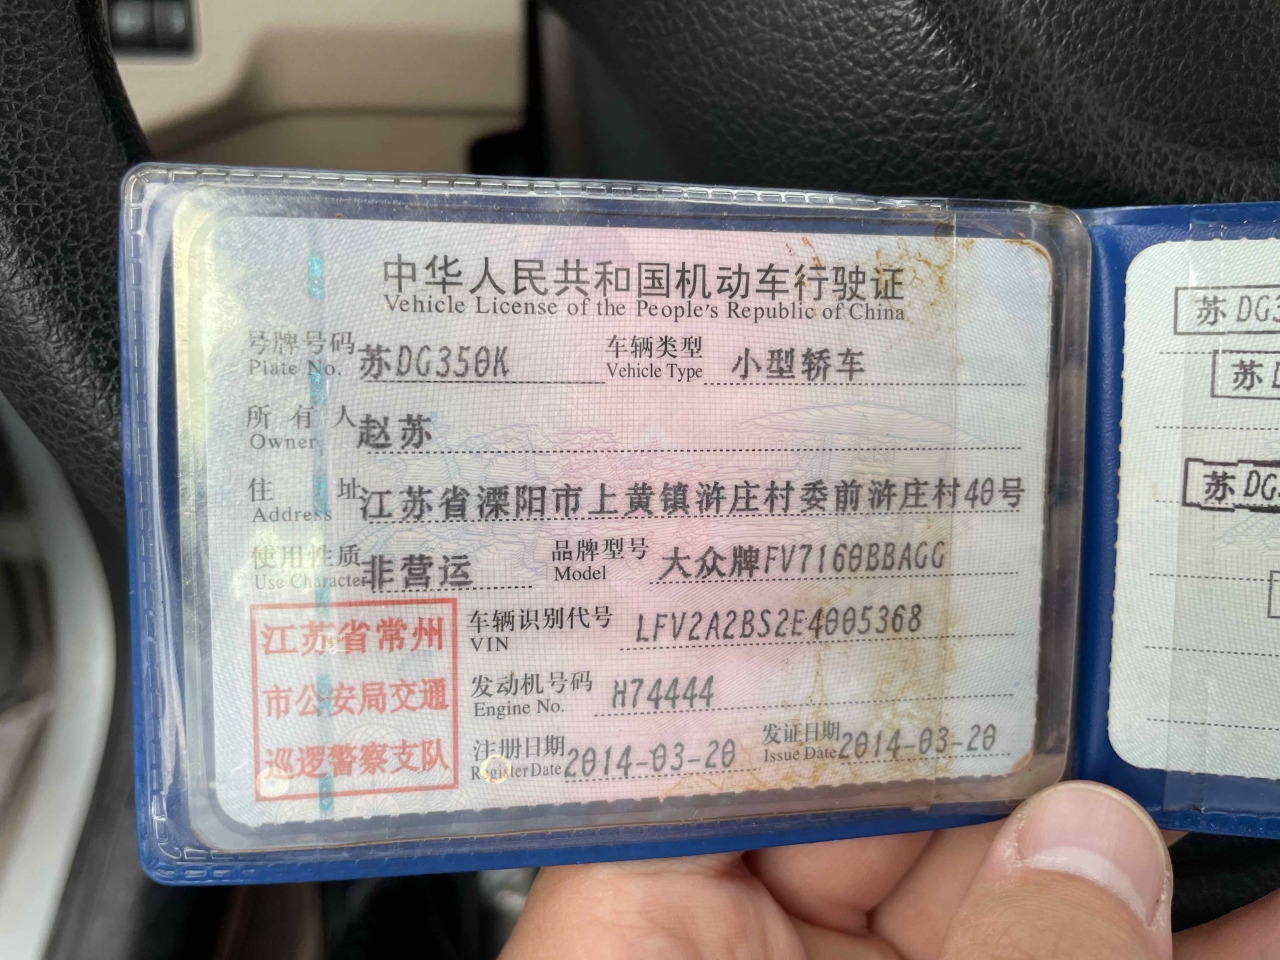 中华人民共和国机动车行驶证
Vehicle License of the People's Republic of China
号牌号码 苏DG350K 车辆类型 小型轿车
Plate No. Vehicle Type
所有人 赵苏
Owner
住址 江苏省溧阳市上黄镇浒庄村委前浒庄村40号
Address
使用性质 非营运 品牌型号 大众牌FV7160BBAGG
Use Character Model
江苏省常州
市公安局交通
巡逻警察支队
车辆识别代号 LFV2A2BS2E4005368
VIN
发动机号码 H74444
Engine No.
注册日期 2014-03-20 发证日期 2014-03-20
Register Date Issue Date
苏DG3
苏D
苏DG